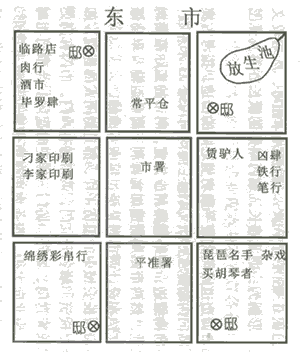 东 市
临路店
邸
肉行
酒市
毕罗肆
常平仓
放生池
邸
刁家印刷
李家印刷
市署
赁驴人
凶肆
铁行
笔行
绵绣彩帛行
邸
平准署
琵琶名手 杂戏
买胡琴者
邸